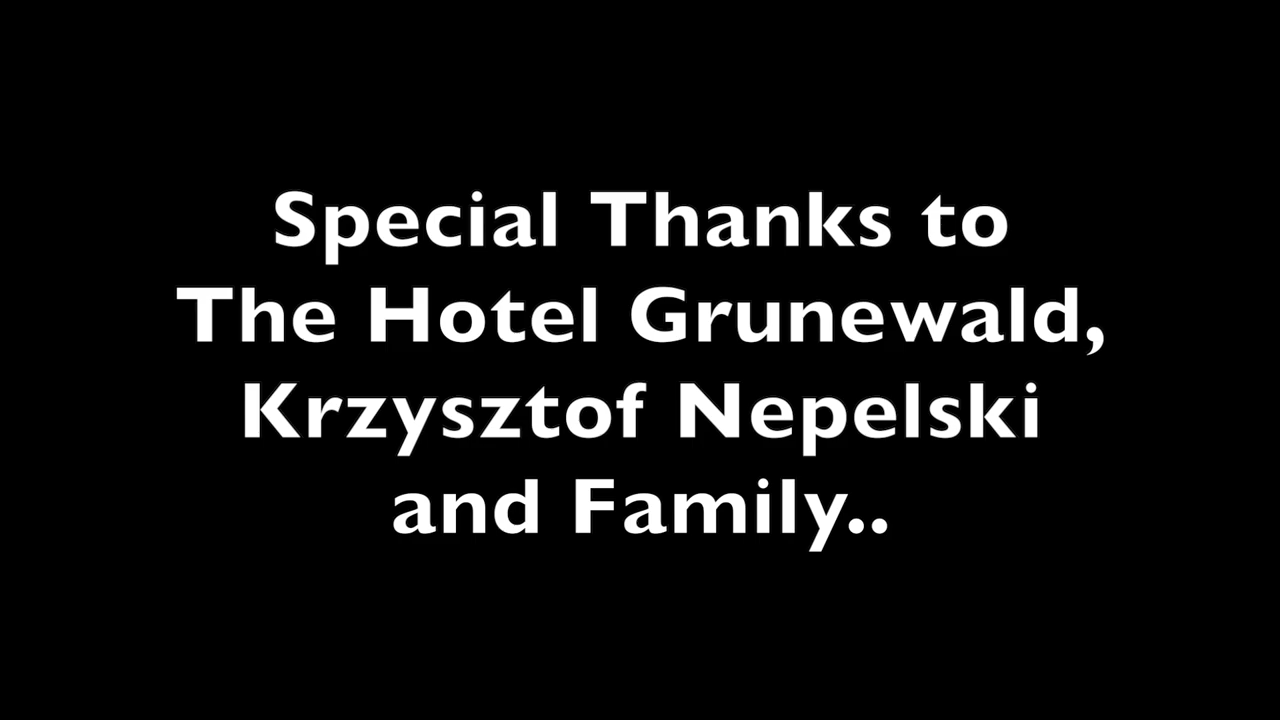 Special Thanks to
The Hotel Grunewald,
Krzysztof Nepelski
and Family..